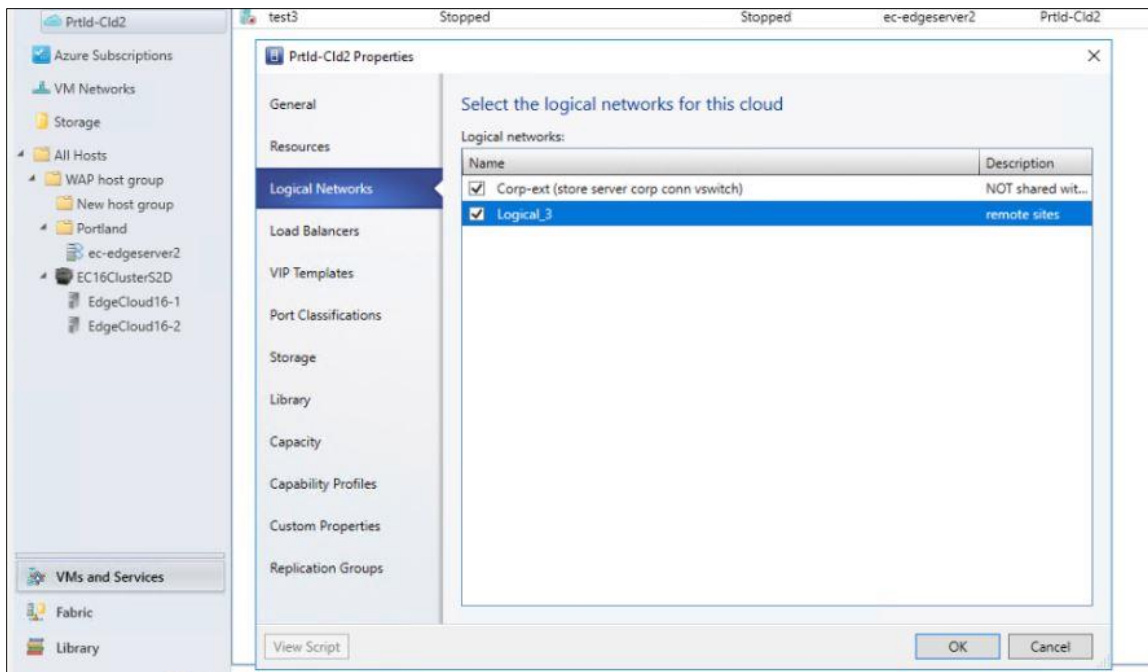 Prtld-Cld2
Azure Subscriptions
VM Networks
Storage
All Hosts
WAP host group
New host group
Portland
ec-edgeserver2
EC16ClusterS2D
EdgeCloud16-1
EdgeCloud16-2
VMs and Services
Fabric
Library
test3 Stopped Stopped ec-edgeserver2 Prtld-Cld2
Prtld-Cld2 Properties
General
Resources
Logical Networks
Load Balancers
VIP Templates
Port Classifications
Storage
Library
Capacity
Capability Profiles
Custom Properties
Replication Groups
Select the logical networks for this cloud
Logical networks:
Name Description
Corp-ext (store server corp conn vswitch) NOT shared wit...
Logical_3 remote sites
View Script OK Cancel